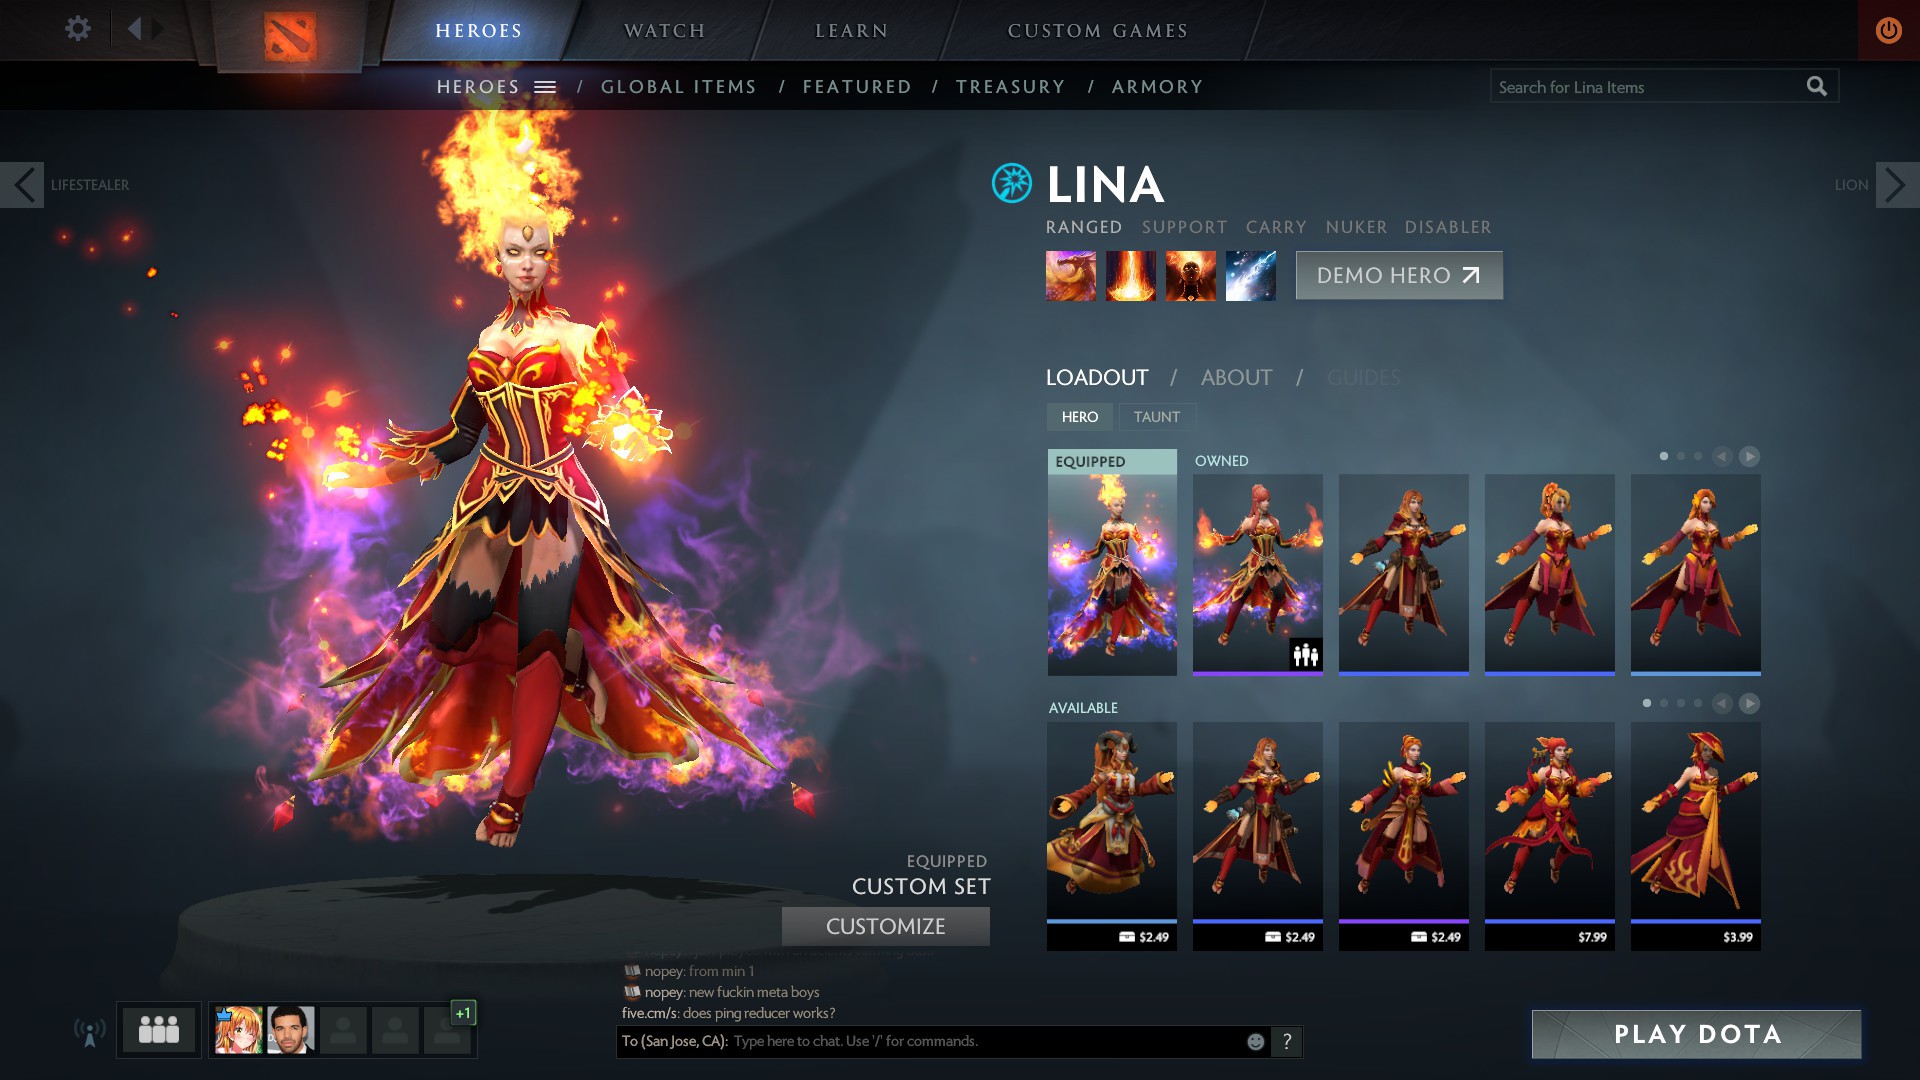 HEROES
WATCH
LEARN
CUSTOM GAMES
HEROES / GLOBAL ITEMS / FEATURED / TREASURY / ARMORY
Search for Lina Items
LIFESTEALER
LION
LINA
RANGED SUPPORT CARRY NUKER DISABLER
DEMO HERO
LOADOUT / ABOUT / GUIDES
HERO TAUNT
EQUIPPED
OWNED
AVAILABLE
$2.49
$2.49
$2.49
$7.99
$3.99
EQUIPPED
CUSTOM SET
CUSTOMIZE
nopey: from min 1
nopey: new fuckin meta boys
five.cm/s: does ping reducer works?
To (San Jose, CA): Type here to chat. Use '/' for commands.
?
+1
PLAY DOTA